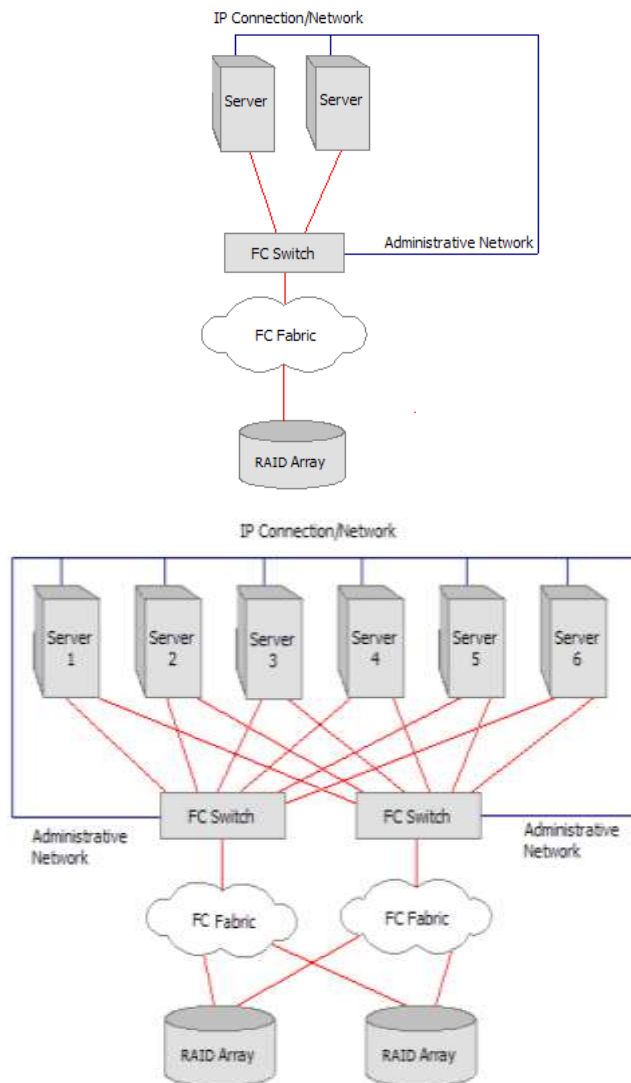 IP Connection/Network
Server
Server
Administrative Network
FC Switch
FC Fabric
RAID Array
IP Connection/Network
Server
1
Server
2
Server
3
Server
4
Server
5
Server
6
FC Switch
FC Switch
Administrative
Network
Administrative
Network
FC Fabric
FC Fabric
RAID Array
RAID Array